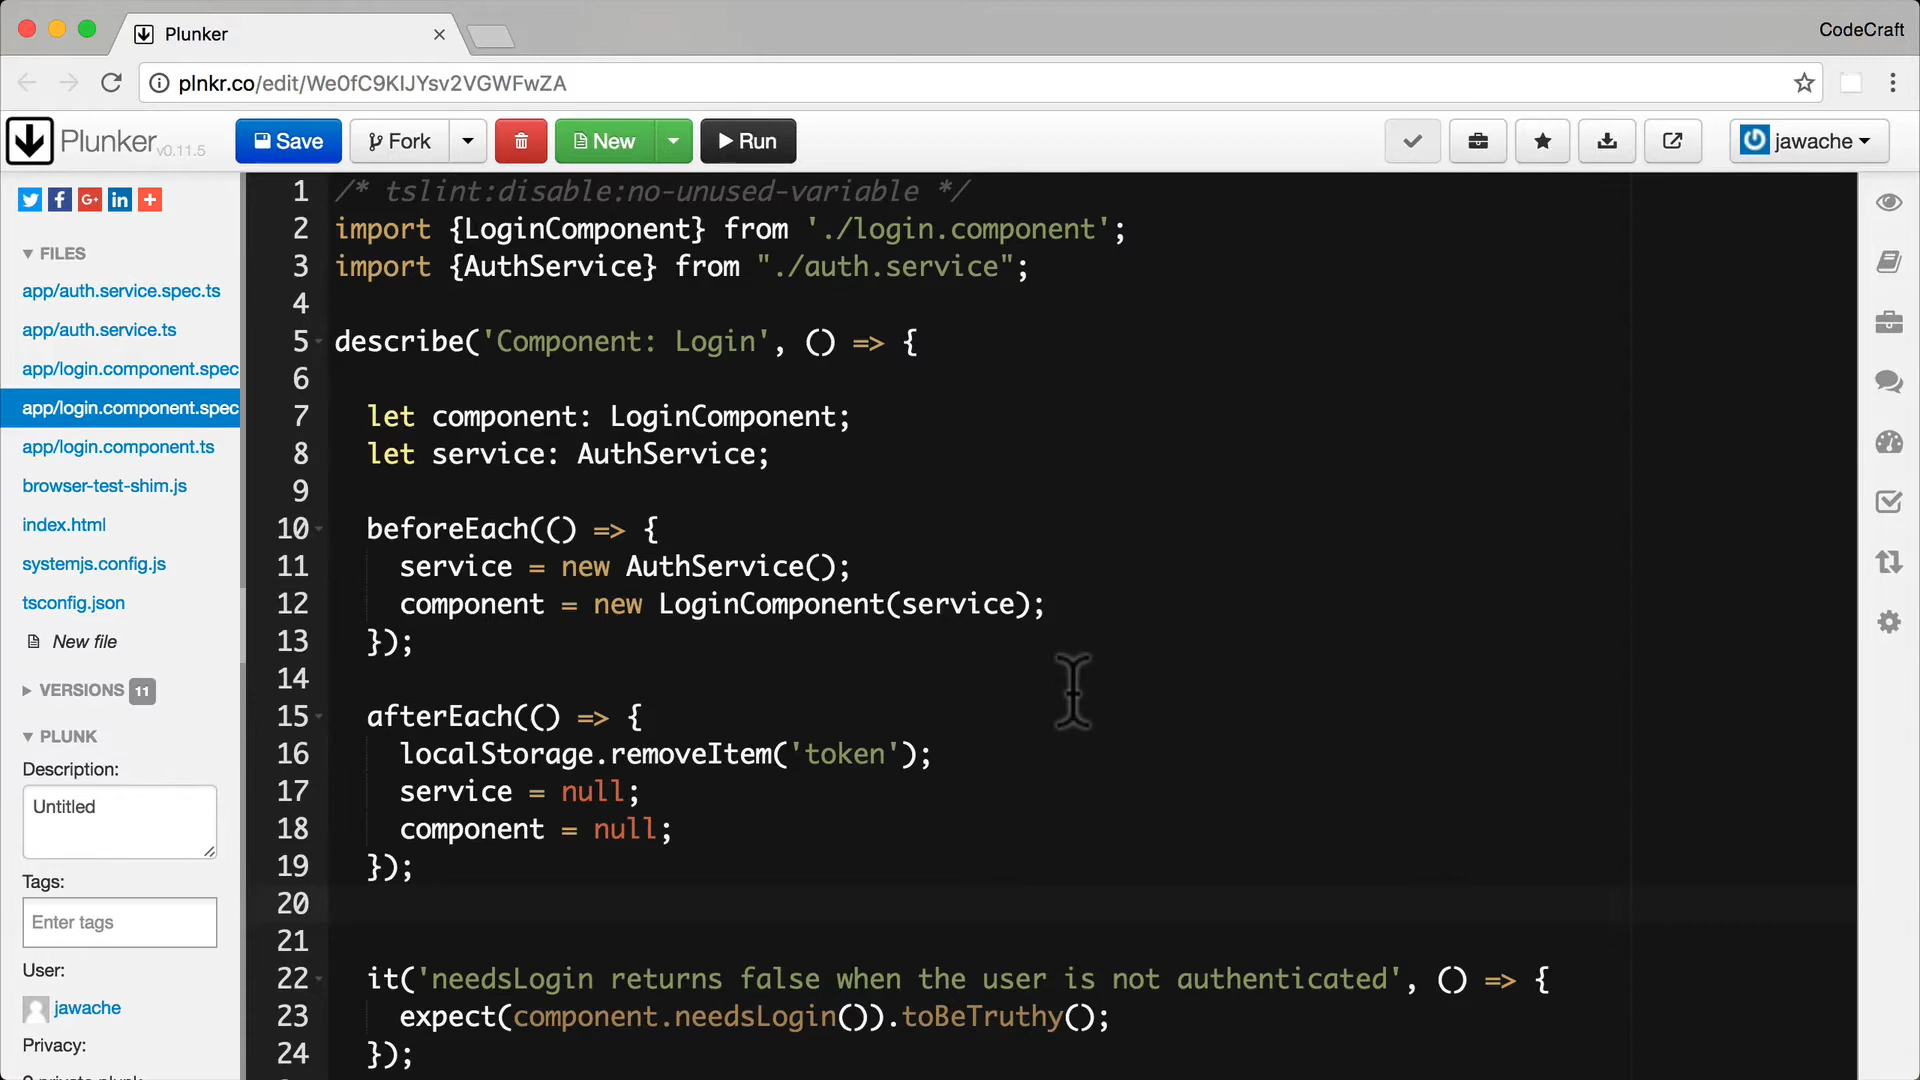 Plunker
CodeCraft
plnkr.co/edit/We0fC9KIJYsv2VGWFwZA
Plunker v0.11.5
Save
Fork
New
Run
jawache
FILES
app/auth.service.spec.ts
app/auth.service.ts
app/login.component.spec
app/login.component.spec
app/login.component.ts
browser-test-shim.js
index.html
systemjs.config.js
tsconfig.json
New file
VERSIONS 11
PLUNK
Description:
Untitled
Tags:
Enter tags
User:
jawache
Privacy:
1 /* tslint:disable:no-unused-variable */
2 import {LoginComponent} from './login.component';
3 import {AuthService} from "./auth.service";
4
5 describe('Component: Login', () => {
6
7 let component: LoginComponent;
8 let service: AuthService;
9
10 beforeEach(() => {
11 service = new AuthService();
12 component = new LoginComponent(service);
13 });
14
15 afterEach(() => {
16 localStorage.removeItem('token');
17 service = null;
18 component = null;
19 });
20
21
22 it('needsLogin returns false when the user is not authenticated', () => {
23 expect(component.needsLogin()).toBeTruthy();
24 });